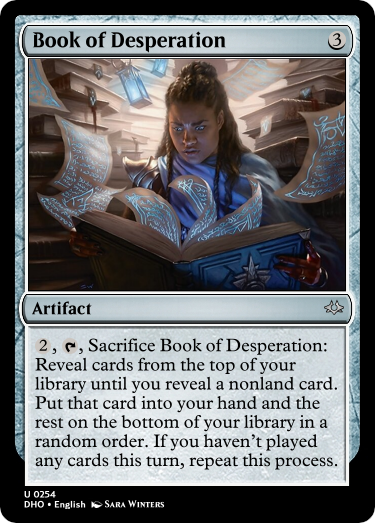 Book of Desperation 3
Artifact
2, T, Sacrifice Book of Desperation:
Reveal cards from the top of your
library until you reveal a nonland card.
Put that card into your hand and the
rest on the bottom of your library in a
random order. If you haven't played
any cards this turn, repeat this process.
U 0254
DHO • English Sara Winters